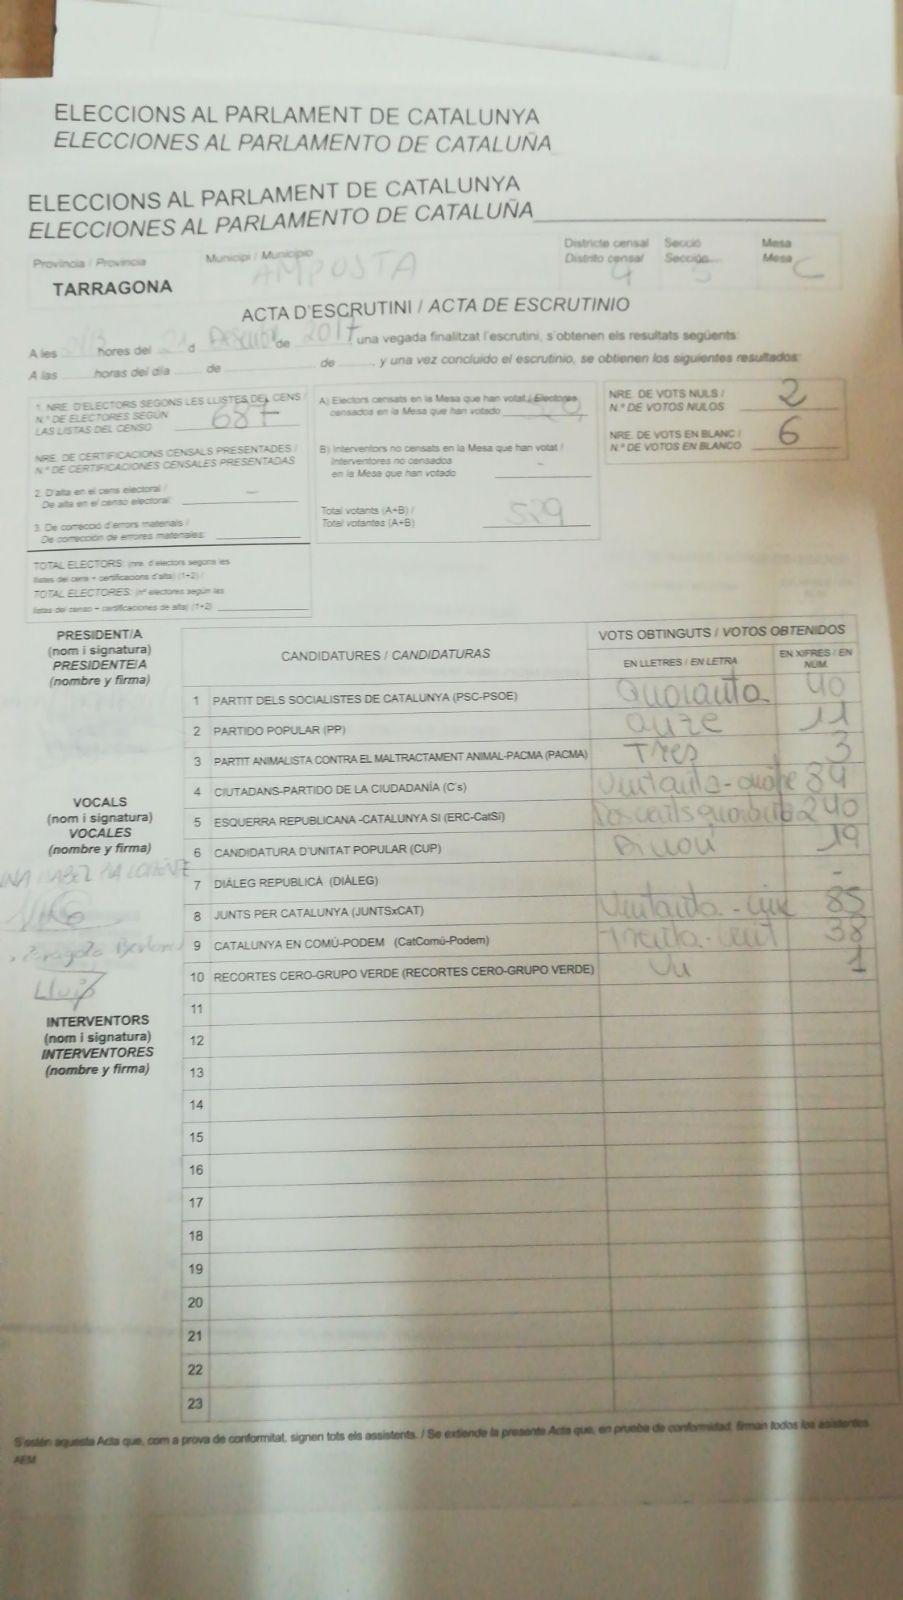 ELECCIONS AL PARLAMENT DE CATALUNYA
ELECCIONES AL PARLAMENTO DE CATALUÑA
ELECCIONS AL PARLAMENT DE CATALUNYA
ELECCIONES AL PARLAMENTO DE CATALUÑA
Província / Provincia Municipi / Municipio Districte censal Secció Mesa
Distrito censal Sección Mesa
TARRAGONA AMPOSTA 4 C
ACTA D'ESCRUTINI / ACTA DE ESCRUTINIO
A les hores del 21 d de 2017, una vegada finalitzat l'escrutini, s'obtenen els resultats següents:
A las horas del día de de , y una vez concluido el escrutinio, se obtienen los siguientes resultados:
1. NRE. D'ELECTORS SEGONS LES LLISTES DEL CENS /
N.º DE ELECTORES SEGÚN
LAS LISTAS DEL CENSO 687
NRE. DE CERTIFICACIONS CENSALS PRESENTADES /
N.º DE CERTIFICACIONES CENSALES PRESENTADAS
2. D'alta en el cens electoral /
De alta en el censo electoral: -
3. De correcció d'errors materials /
De corrección de errores materiales:
TOTAL ELECTORS: (nre. d'electors segons les
llistes del cens + certificacions d'alta) (1+2) /
TOTAL ELECTORES: (nº electores según las
listas del censo + certificaciones de alta) (1+2)
A) Electors censats en la Mesa que han votat / Electores
censados en la Mesa que han votado
B) Interventors no censats en la Mesa que han votat /
Interventores no censados
en la Mesa que han votado -
Total votants (A+B) /
Total votantes (A+B) 529
NRE. DE VOTS NULS /
N.º DE VOTOS NULOS 2
NRE. DE VOTS EN BLANC /
N.º DE VOTOS EN BLANCO 6
PRESIDENT/A
(nom i signatura)
PRESIDENTE/A
(nombre y firma)
VOCALS
(nom i signatura)
VOCALES
(nombre y firma)
Lluís
INTERVENTORS
(nom i signatura)
INTERVENTORES
(nombre y firma)
CANDIDATURES / CANDIDATURAS VOTS OBTINGUTS / VOTOS OBTENIDOS
EN LLETRES / EN LETRA EN XIFRES / EN NÚM.
1 PARTIT DELS SOCIALISTES DE CATALUNYA (PSC-PSOE) Quaranta 40
2 PARTIDO POPULAR (PP) onze 11
3 PARTIT ANIMALISTA CONTRA EL MALTRACTAMENT ANIMAL-PACMA (PACMA) Tres 3
4 CIUTADANS-PARTIDO DE LA CIUDADANÍA (C's) Vuitanta-quatre 84
5 ESQUERRA REPUBLICANA -CATALUNYA SÍ (ERC-CatSí) Doscents quaranta 240
6 CANDIDATURA D'UNITAT POPULAR (CUP) Dinou 19
7 DIÀLEG REPUBLICÀ (DIÀLEG) -
8 JUNTS PER CATALUNYA (JUNTSxCAT) Vuitanta-cinc 85
9 CATALUNYA EN COMÚ-PODEM (CatComú-Podem) Trenta-vuit 38
10 RECORTES CERO-GRUPO VERDE (RECORTES CERO-GRUPO VERDE) Un 1
11
12
13
14
15
16
17
18
19
20
21
22
23
S'estén aquesta Acta que, com a prova de conformitat, signen tots els assistents. / Se extiende la presente Acta que, en prueba de conformidad, firman todos los asistentes.
AEM